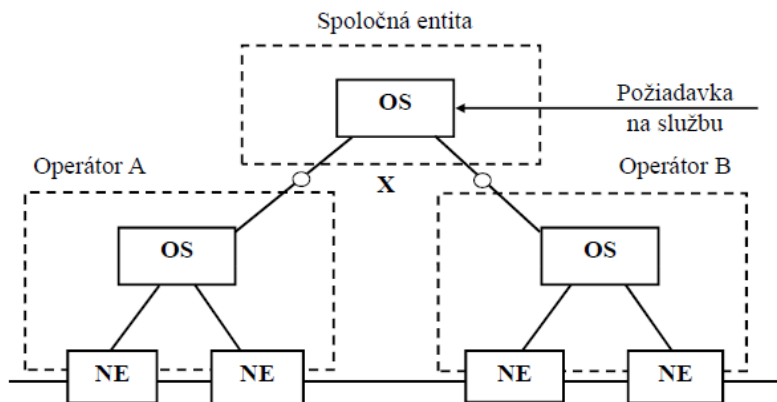 Spoločná entita
OS
Požiadavka
na službu
Operátor A
X
Operátor B
OS
OS
NE
NE
NE
NE